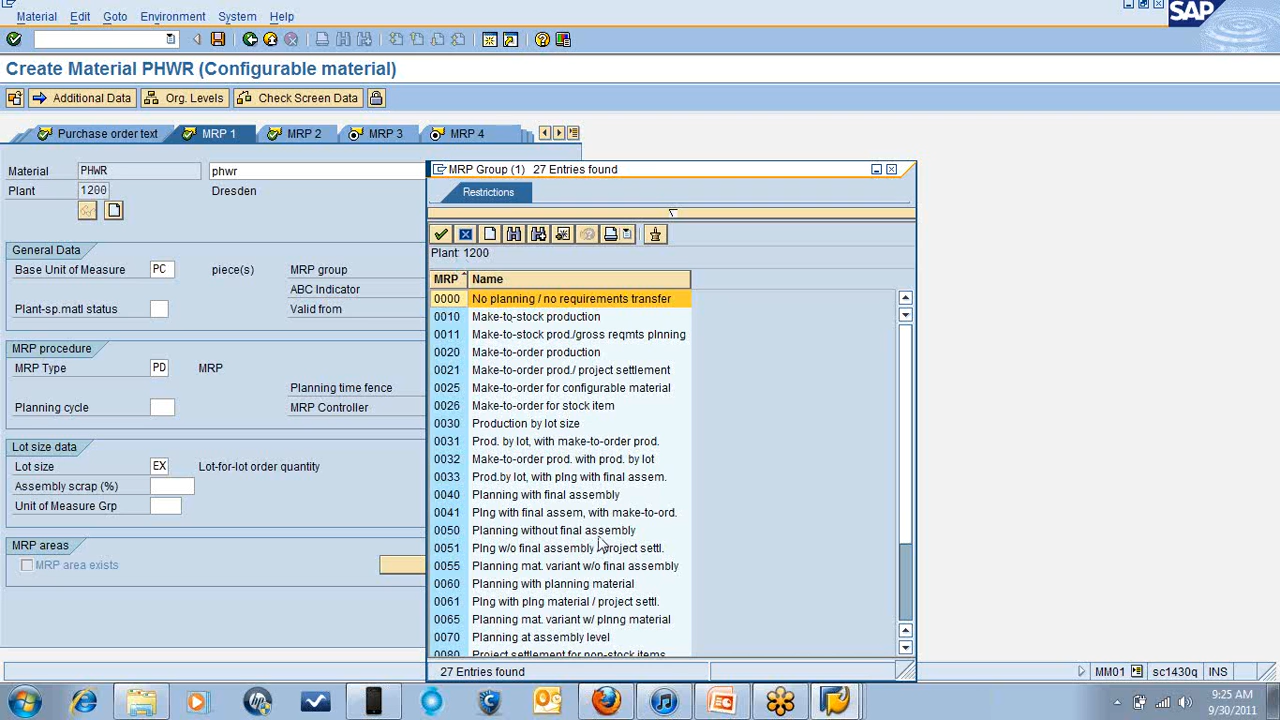 Material Edit Goto Environment System Help
SAP
Create Material PHWR (Configurable material)
Additional Data Org. Levels Check Screen Data
Purchase order text MRP 1 MRP 2 MRP 3 MRP 4
Material PHWR phwr
Plant 1200 Dresden
General Data
Base Unit of Measure PC piece(s) MRP group
ABC Indicator
Plant-sp.matl status Valid from
MRP procedure
MRP Type PD MRP
Planning time fence
Planning cycle MRP Controller
Lot size data
Lot size EX Lot-for-lot order quantity
Assembly scrap (%)
Unit of Measure Grp
MRP areas
MRP area exists
MRP Group (1) 27 Entries found
Restrictions
Plant: 1200
MRP Name
0000 No planning / no requirements transfer
0010 Make-to-stock production
0011 Make-to-stock prod./gross reqmts plnning
0020 Make-to-order production
0021 Make-to-order prod./ project settlement
0025 Make-to-order for configurable material
0026 Make-to-order for stock item
0030 Production by lot size
0031 Prod. by lot, with make-to-order prod.
0032 Make-to-order prod. with prod. by lot
0033 Prod.by lot, with plng with final assem.
0040 Planning with final assembly
0041 Plng with final assem, with make-to-ord.
0050 Planning without final assembly
0051 Plng w/o final assembly project settl.
0055 Planning mat. variant w/o final assembly
0060 Planning with planning material
0061 Plng with plng material / project settl.
0065 Planning mat. variant w/ plnng material
0070 Planning at assembly level
0080 Project settlement for non-stock items
27 Entries found
MM01 sc1430q INS
9:25 AM
9/30/2011